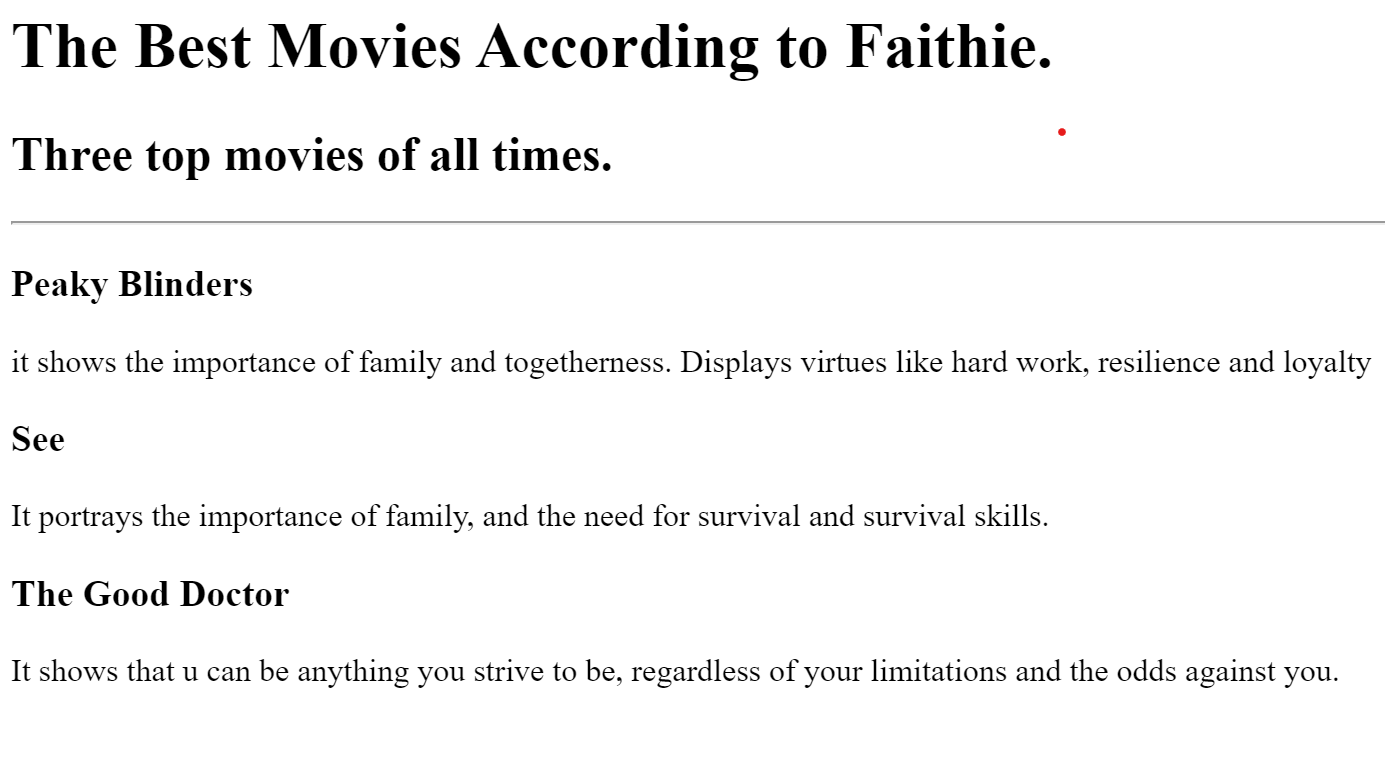 The Best Movies According to Faithie.
Three top movies of all times.
Peaky Blinders
it shows the importance of family and togetherness. Displays virtues like hard work, resilience and loyalty
See
It portrays the importance of family, and the need for survival and survival skills.
The Good Doctor
It shows that u can be anything you strive to be, regardless of your limitations and the odds against you.